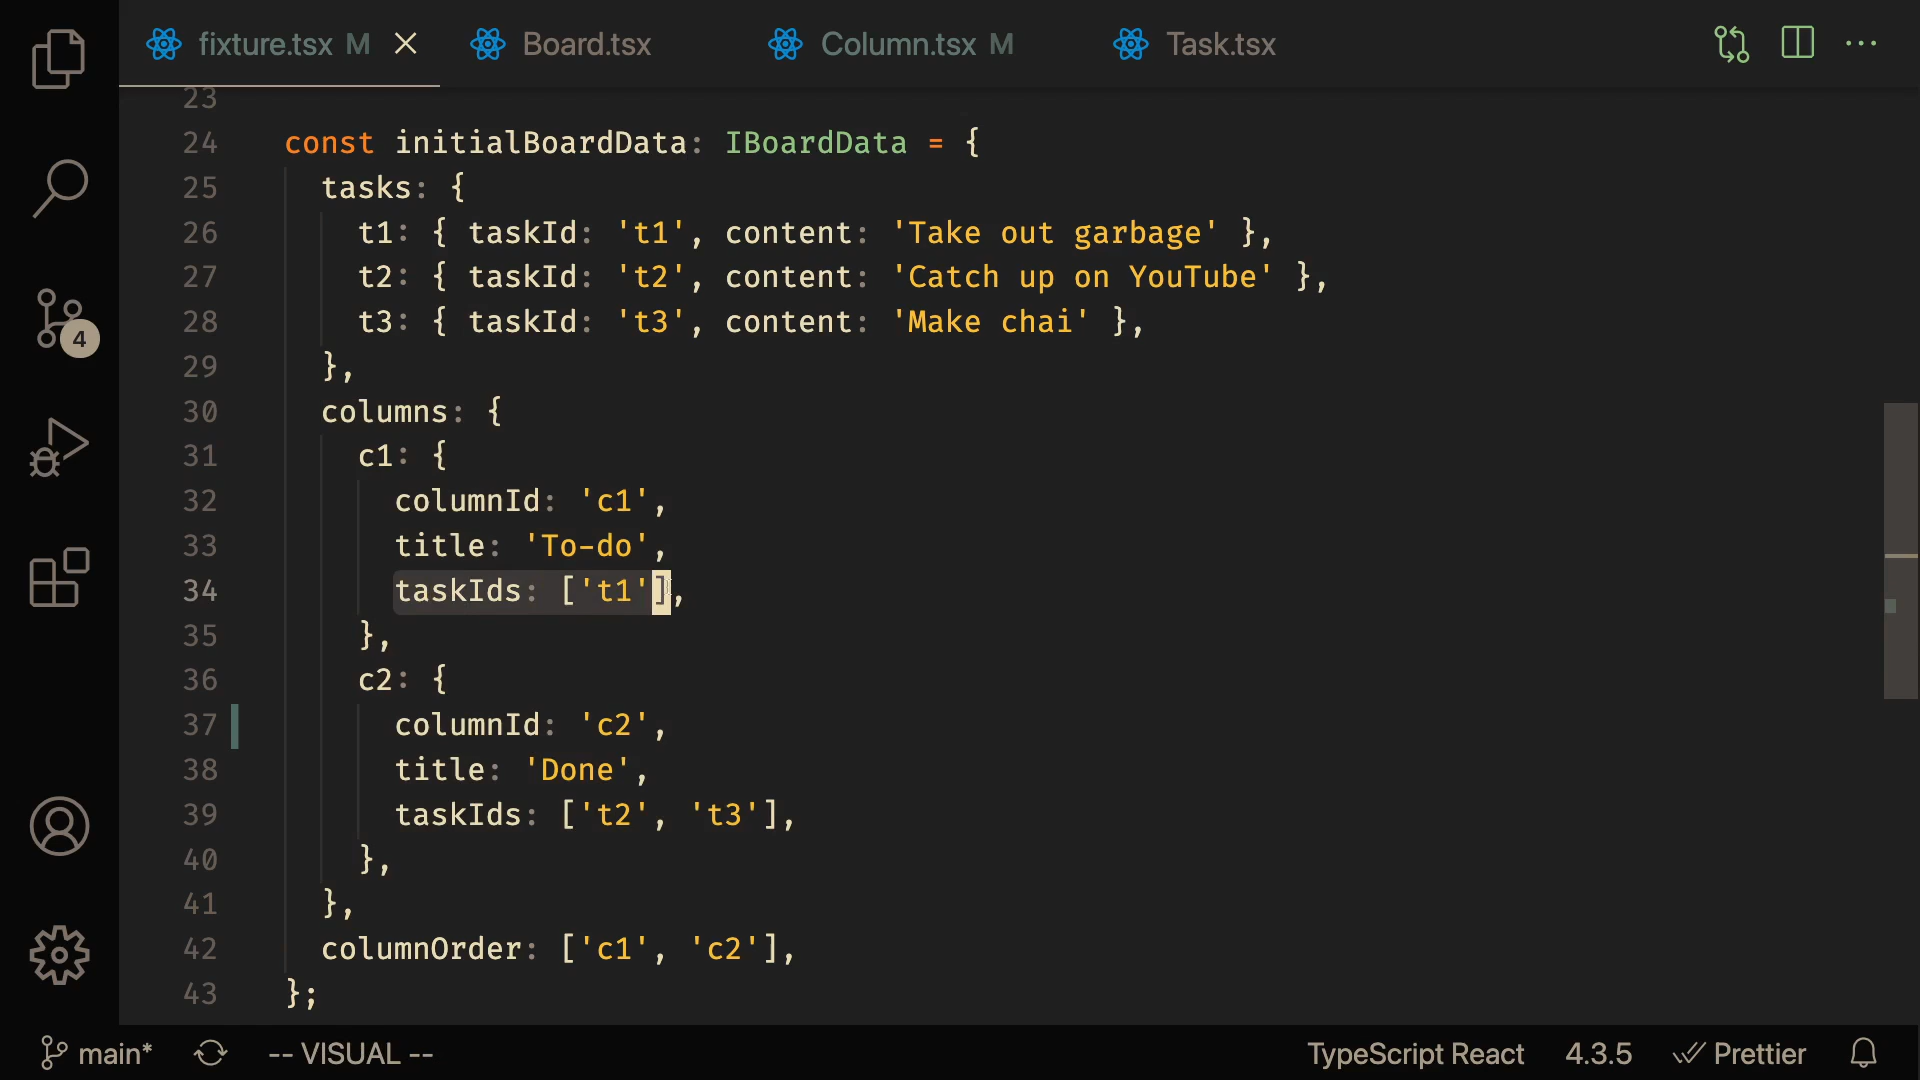 fixture.tsx M Board.tsx Column.tsx M Task.tsx
23
24 const initialBoardData: IBoardData = {
25 tasks: {
26 t1: { taskId: 't1', content: 'Take out garbage' },
27 t2: { taskId: 't2', content: 'Catch up on YouTube' },
28 t3: { taskId: 't3', content: 'Make chai' },
29 },
30 columns: {
31 c1: {
32 columnId: 'c1',
33 title: 'To-do',
34 taskIds: ['t1'],
35 },
36 c2: {
37 columnId: 'c2',
38 title: 'Done',
39 taskIds: ['t2', 't3'],
40 },
41 },
42 columnOrder: ['c1', 'c2'],
43 };
4
main* -- VISUAL -- TypeScript React 4.3.5 Prettier